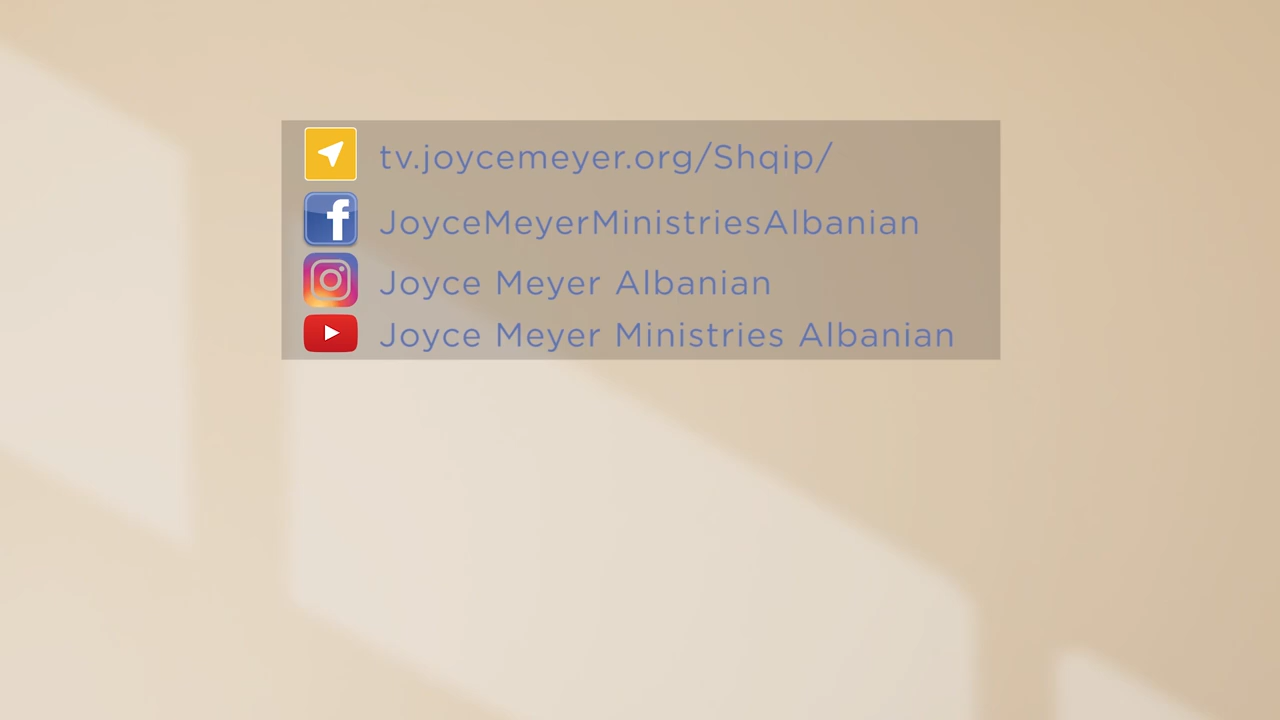 tv.joycemeyer.org/Shqip/
JoyceMeyerMinistriesAlbanian
Joyce Meyer Albanian
Joyce Meyer Ministries Albanian